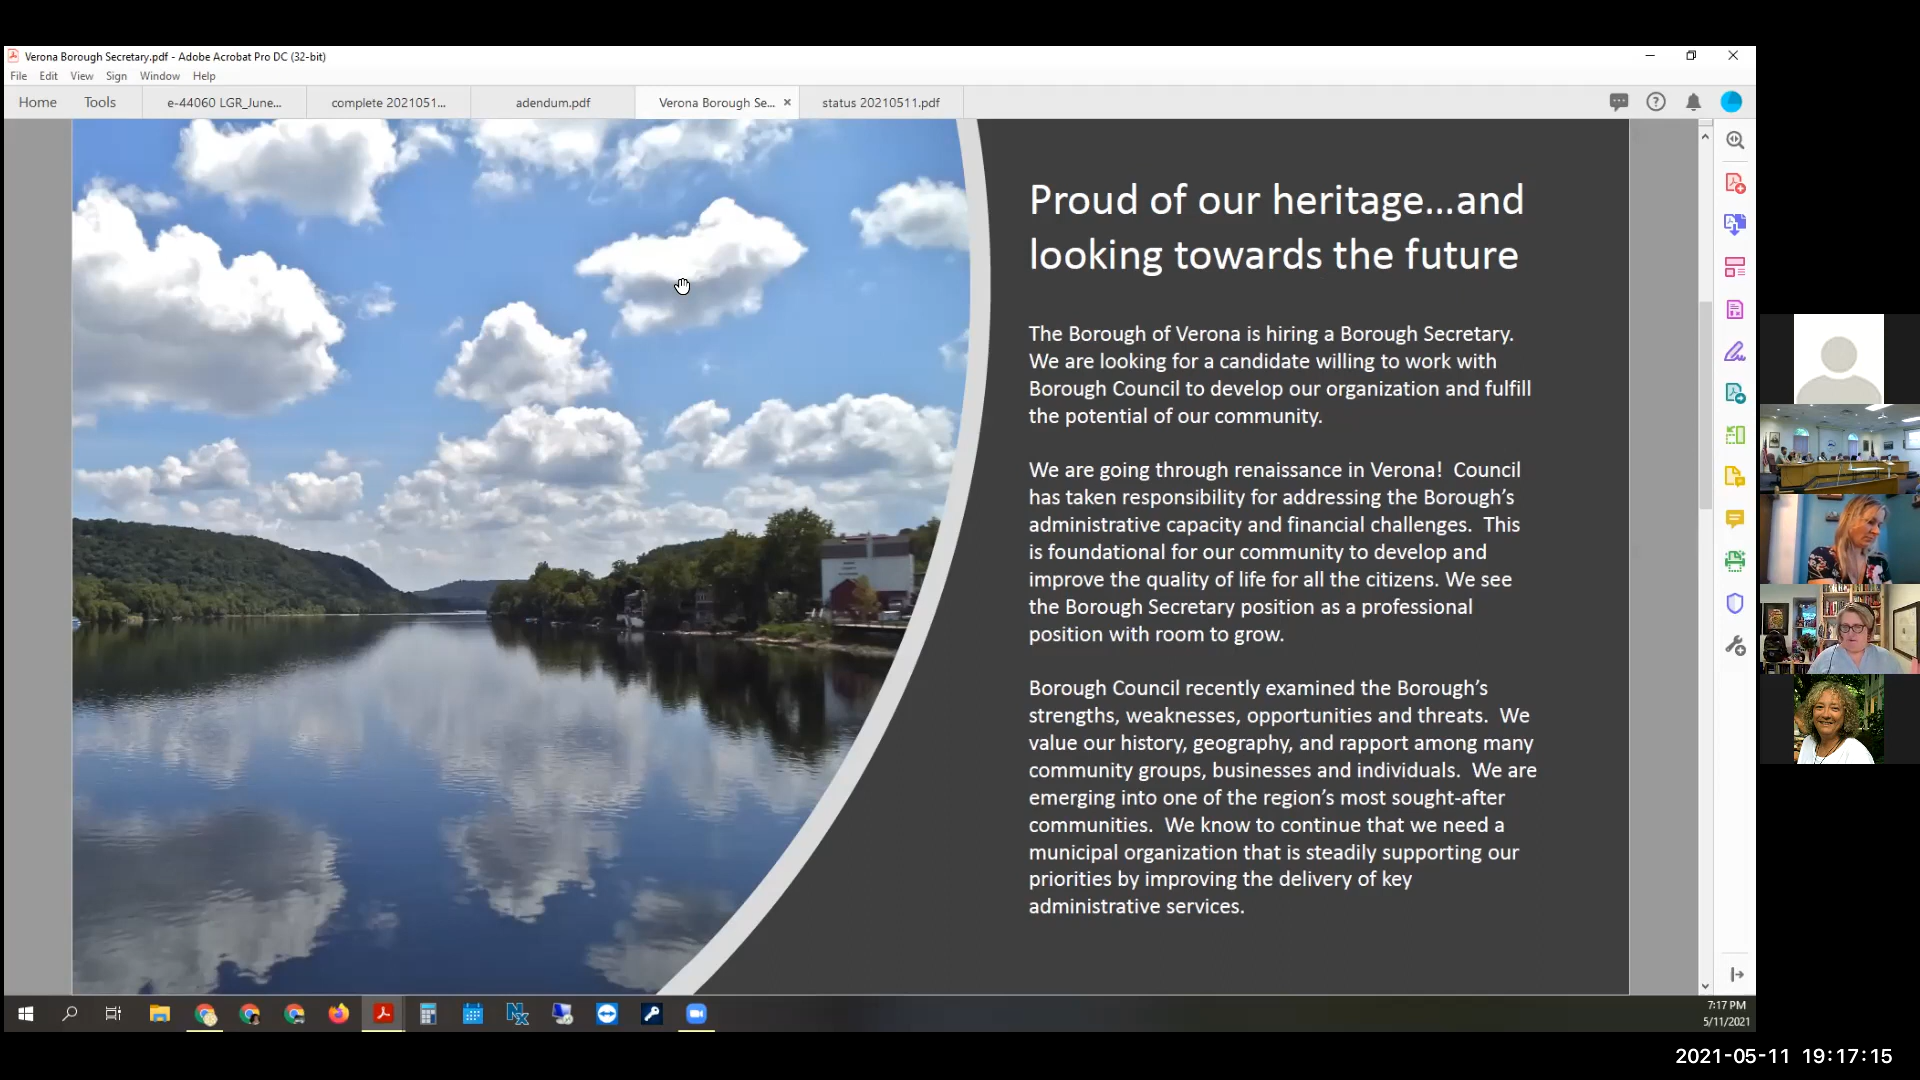 Verona Borough Secretary.pdf - Adobe Acrobat Pro DC (32-bit)
File Edit View Sign Window Help
Home Tools e-44060 LGR_June... complete 2021051... adendum.pdf Verona Borough Se... × status 20210511.pdf
Proud of our heritage...and
looking towards the future
The Borough of Verona is hiring a Borough Secretary.
We are looking for a candidate willing to work with
Borough Council to develop our organization and fulfill
the potential of our community.
We are going through renaissance in Verona! Council
has taken responsibility for addressing the Borough's
administrative capacity and financial challenges. This
is foundational for our community to develop and
improve the quality of life for all the citizens. We see
the Borough Secretary position as a professional
position with room to grow.
Borough Council recently examined the Borough's
strengths, weaknesses, opportunities and threats. We
value our history, geography, and rapport among many
community groups, businesses and individuals. We are
emerging into one of the region's most sought-after
communities. We know to continue that we need a
municipal organization that is steadily supporting our
priorities by improving the delivery of key
administrative services.
7:17 PM
5/11/2021
2021-05-11 19:17:15